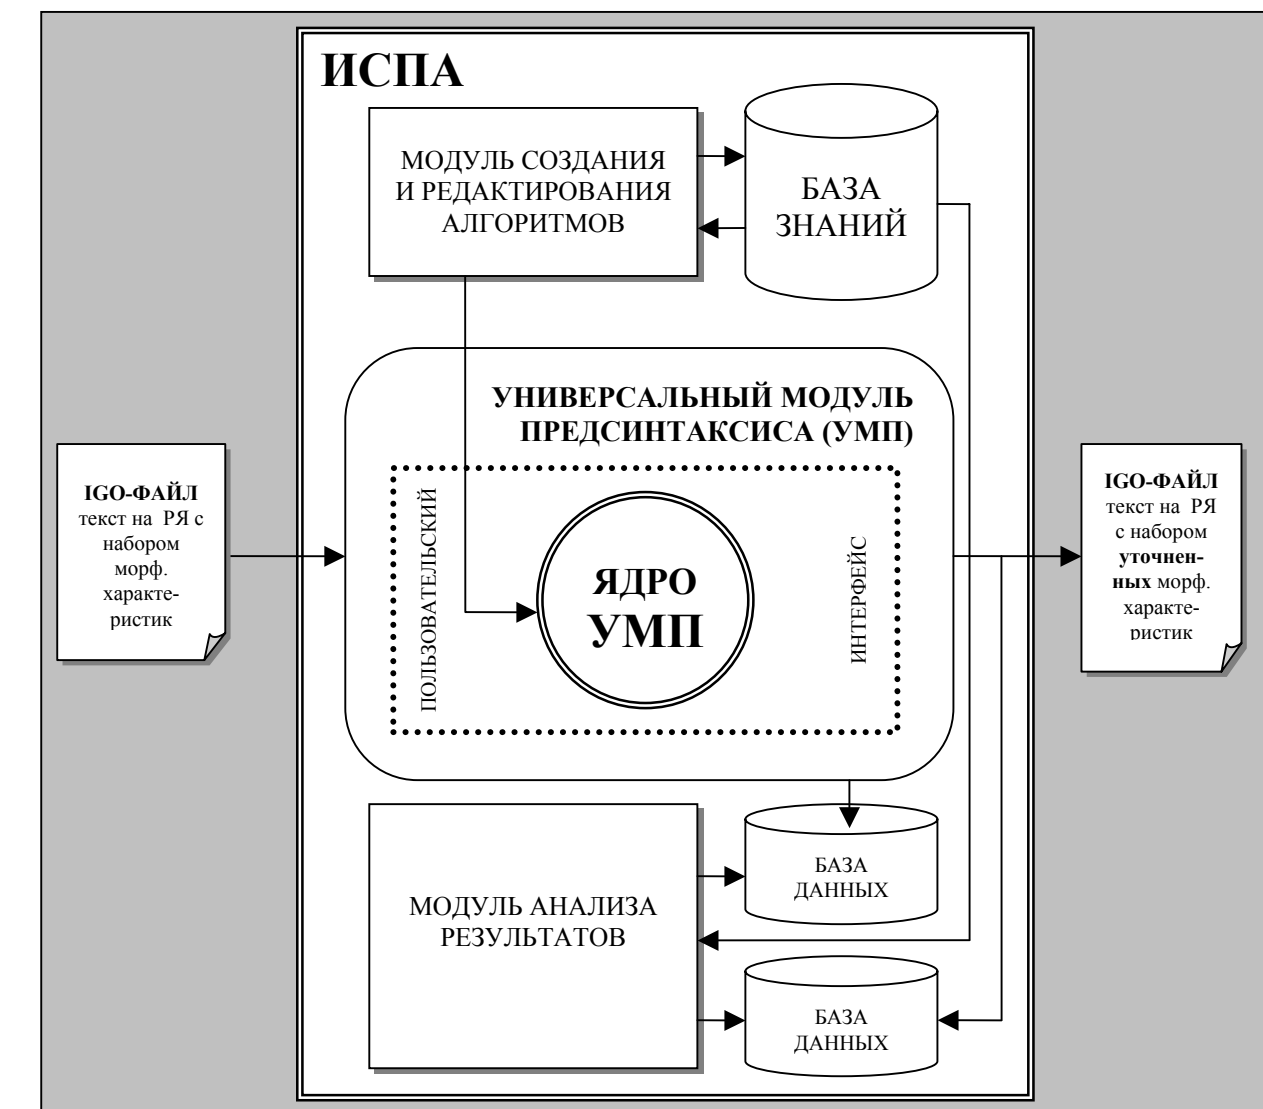 ИСПА
МОДУЛЬ СОЗДАНИЯ
И РЕДАКТИРОВАНИЯ
АЛГОРИТМОВ
БАЗА
ЗНАНИЙ
УНИВЕРСАЛЬНЫЙ МОДУЛЬ
ПРЕДСИНТАКСИСА (УМП)
IGO-ФАЙЛ
текст на РЯ с
набором
морф.
характе-
ристик
ПОЛЬЗОВАТЕЛЬСКИЙ
ЯДРО
УМП
ИНТЕРФЕЙС
IGO-ФАЙЛ
текст на РЯ
с набором
уточнен-
ных морф.
характе-
ристик
МОДУЛЬ АНАЛИЗА
РЕЗУЛЬТАТОВ
БАЗА
ДАННЫХ
БАЗА
ДАННЫХ